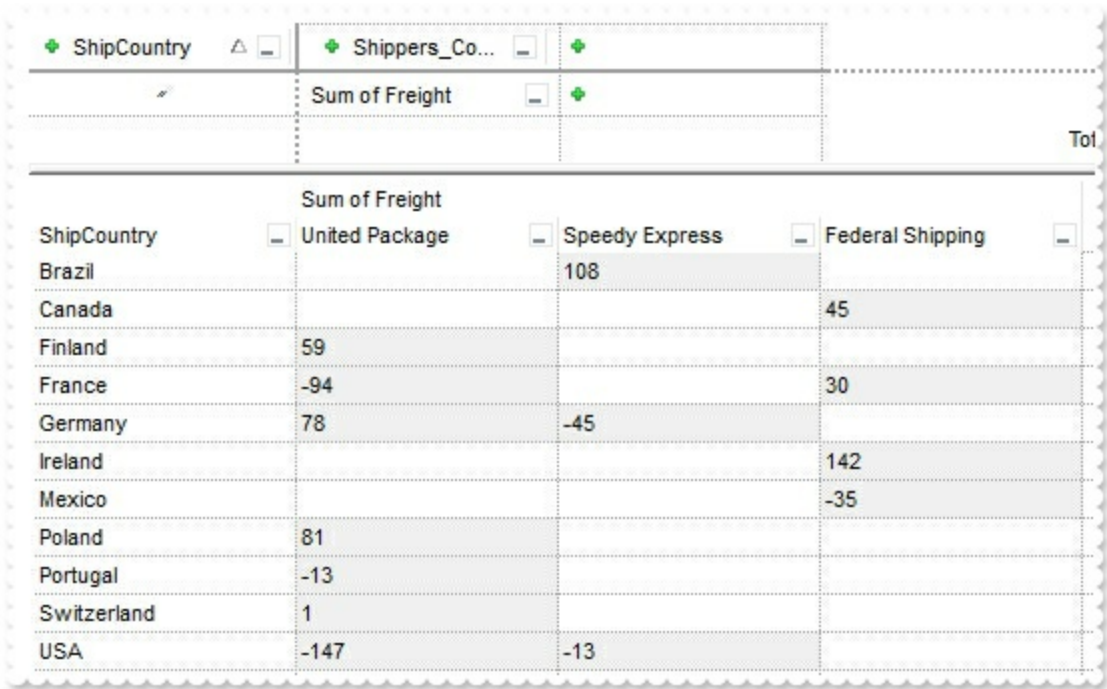 ShipCountry Shippers_Co...
Sum of Freight
Tot
Sum of Freight
ShipCountry United Package Speedy Express Federal Shipping
Brazil 108
Canada 45
Finland 59
France -94 30
Germany 78 -45
Ireland 142
Mexico -35
Poland 81
Portugal -13
Switzerland 1
USA -147 -13